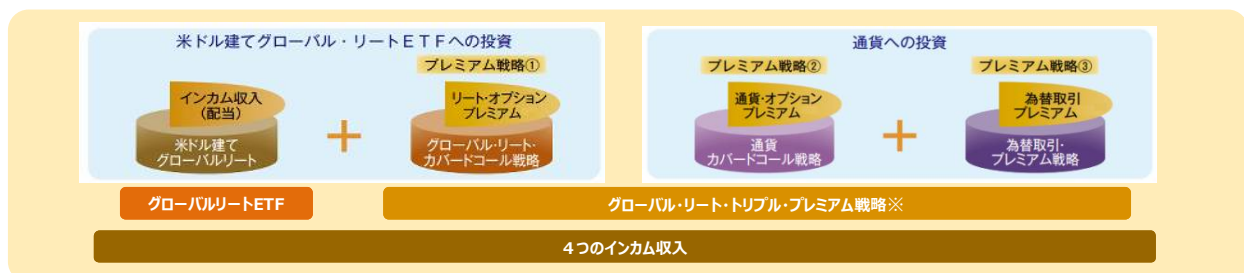 米ドル建てグローバル・リートETFへの投資
プレミアム戦略①
インカム収入
(配当)
米ドル建て
グローバルリート
+
リート・オプション
プレミアム
グローバル・リート・
カバードコール戦略
通貨への投資
プレミアム戦略②
プレミアム戦略③
通貨・オプション
プレミアム
通貨
カバードコール戦略
+
為替取引
プレミアム
為替取引・
プレミアム戦略
グローバルリートETF
グローバル・リート・トリプル・プレミアム戦略※
4つのインカム収入